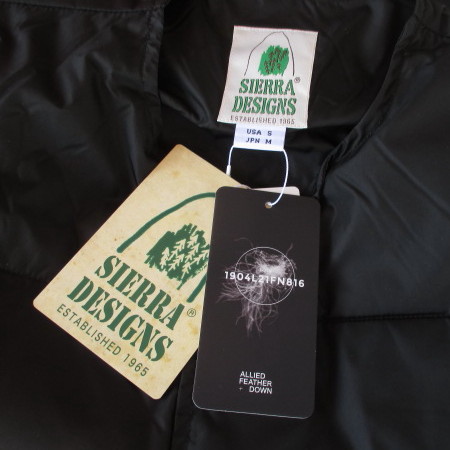 SIERRA
DESIGNS
ESTABLISHED 1965
USA S
JPN M
SIERRA
DESIGNS®
ESTABLISHED 1965
1904L21FN816
ALLIED
FEATHER
+ DOWN